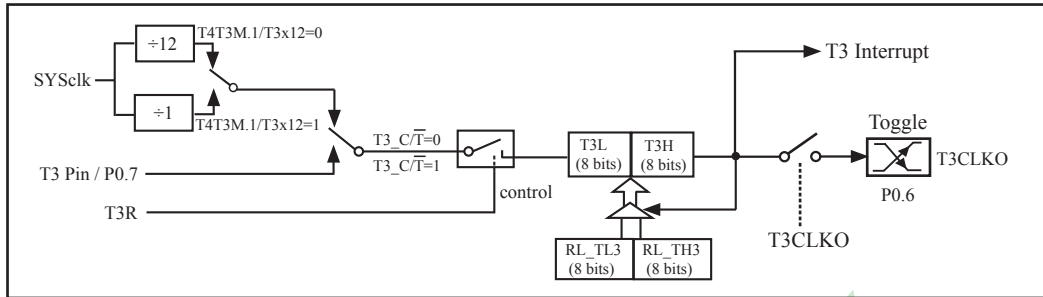 ÷12
T4T3M.1/T3x12=0
SYSclk
÷1
T4T3M.1/T3x12=1
T3_C/T̅=0
T3_C/T̅=1
T3 Pin / P0.7
T3R
control
T3L
(8 bits)
T3H
(8 bits)
RL_TL3
(8 bits)
RL_TH3
(8 bits)
T3 Interrupt
Toggle
T3CLKO
P0.6
T3CLKO